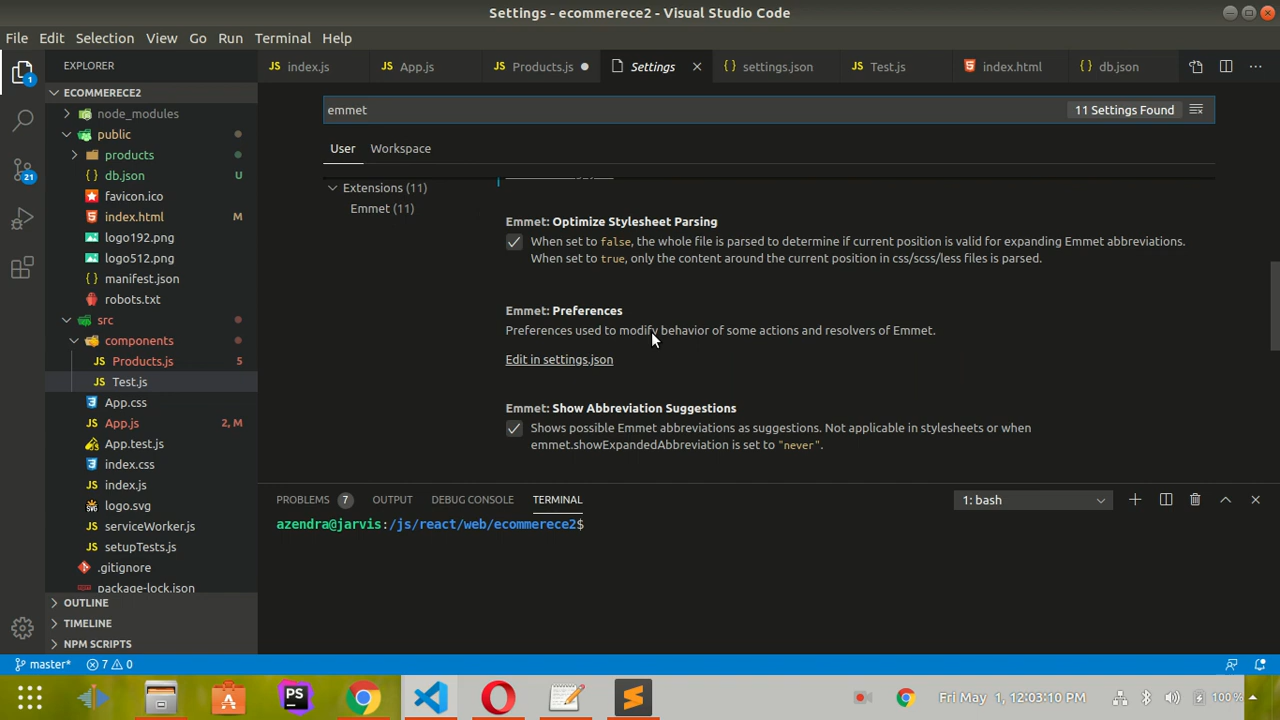 Settings - ecommerece2 - Visual Studio Code
File Edit Selection View Go Run Terminal Help
EXPLORER
JS index.js JS App.js JS Products.js Settings {} settings.json JS Test.js index.html {} db.json
ECOMMERECE2
node_modules
public
products
{} db.json U
favicon.ico
index.html M
logo192.png
logo512.png
manifest.json
robots.txt
src
components
JS Products.js 5
JS Test.js
App.css
JS App.js 2, M
App.test.js
index.css
JS index.js
logo.svg
serviceWorker.js
setupTests.js
.gitignore
package-lock.json
OUTLINE
TIMELINE
NPM SCRIPTS
1
21
emmet 11 Settings Found
User Workspace
Extensions (11)
Emmet (11)
Emmet: Optimize Stylesheet Parsing
When set to false, the whole file is parsed to determine if current position is valid for expanding Emmet abbreviations.
When set to true, only the content around the current position in css/scss/less files is parsed.
Emmet: Preferences
Preferences used to modify behavior of some actions and resolvers of Emmet.
Edit in settings.json
Emmet: Show Abbreviation Suggestions
Shows possible Emmet abbreviations as suggestions. Not applicable in stylesheets or when
emmet.showExpandedAbbreviation is set to "never".
PROBLEMS 7 OUTPUT DEBUG CONSOLE TERMINAL 1: bash
azendra@jarvis:/js/react/web/ecommerece2$
master* 7 0
PS Fri May 1, 12:03:10 PM 100%